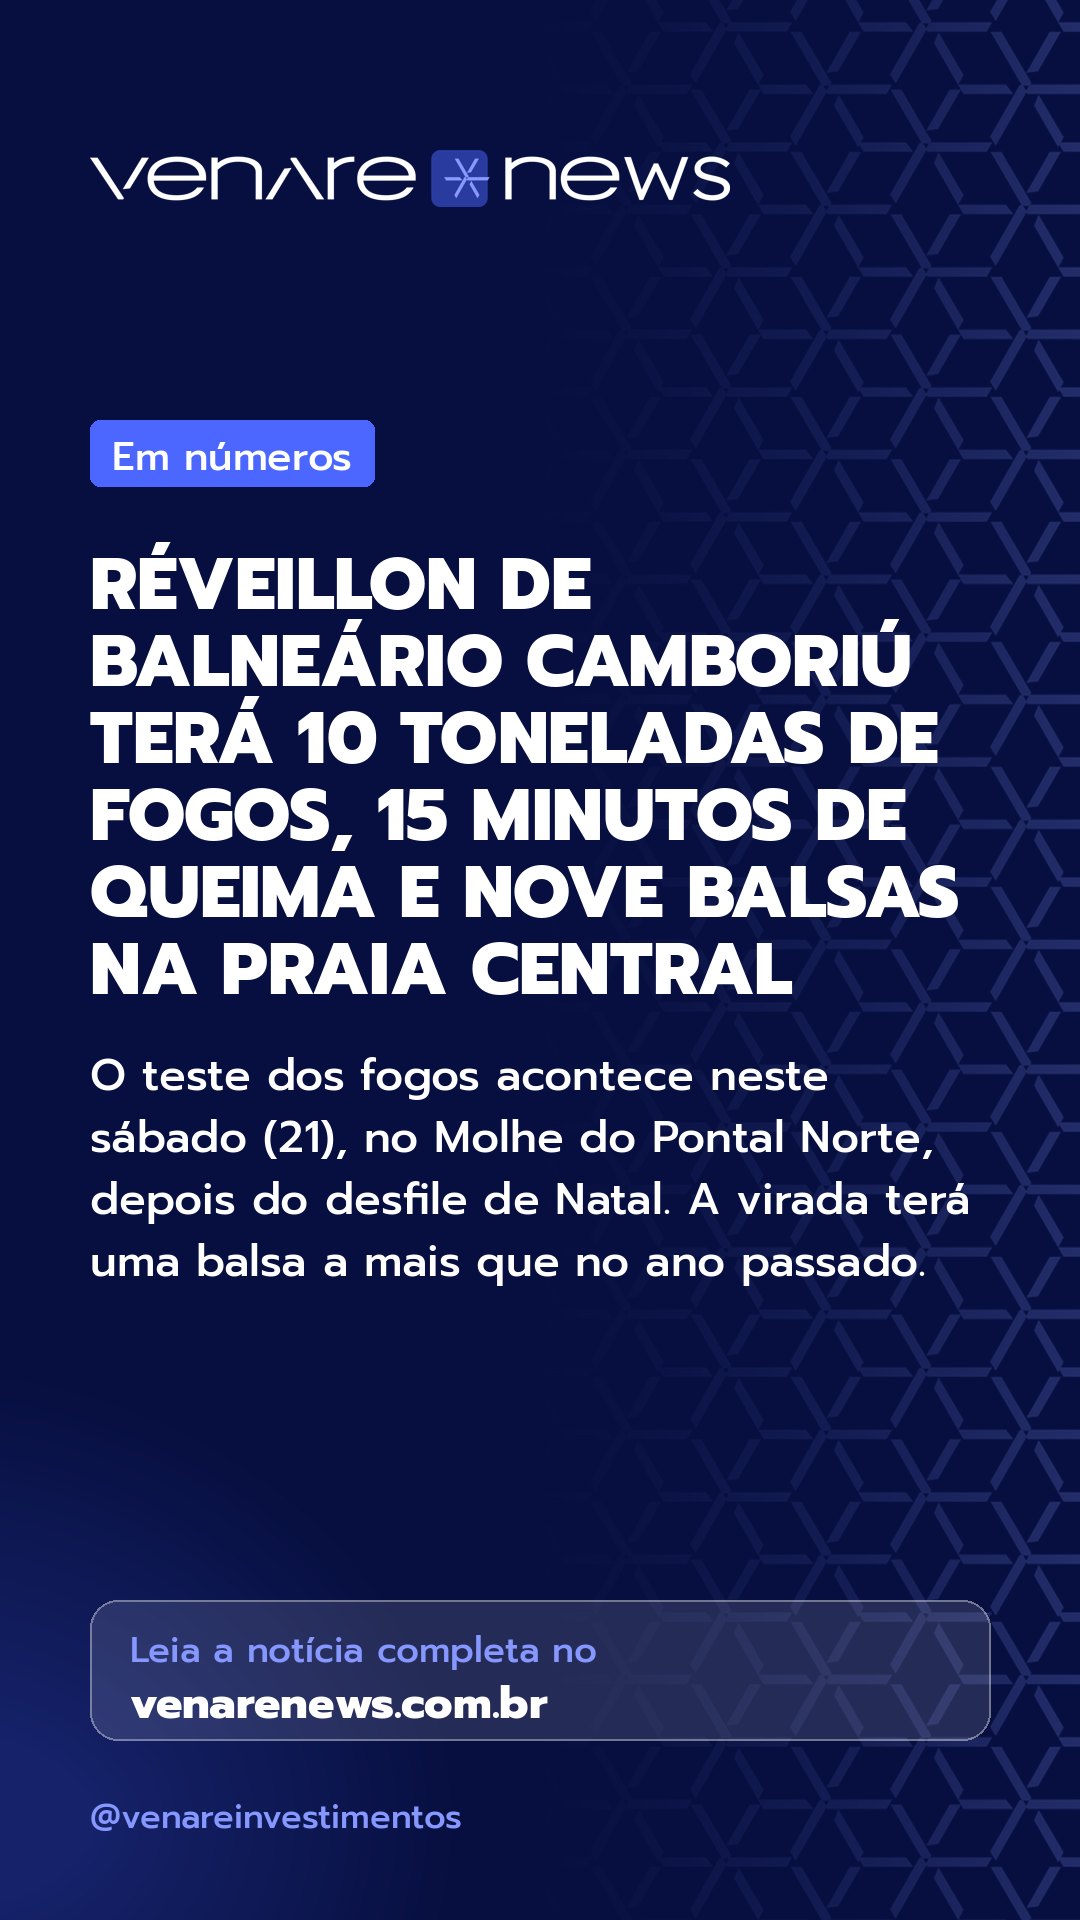 venare news
Em números
RÉVEILLON DE
BALNEÁRIO CAMBORIÚ
TERÁ 10 TONELADAS DE
FOGOS, 15 MINUTOS DE
QUEIMA E NOVE BALSAS
NA PRAIA CENTRAL
O teste dos fogos acontece neste
sábado (21), no Molhe do Pontal Norte,
depois do desfile de Natal. A virada terá
uma balsa a mais que no ano passado.
Leia a notícia completa no
venarenews.com.br
@venareinvestimentos